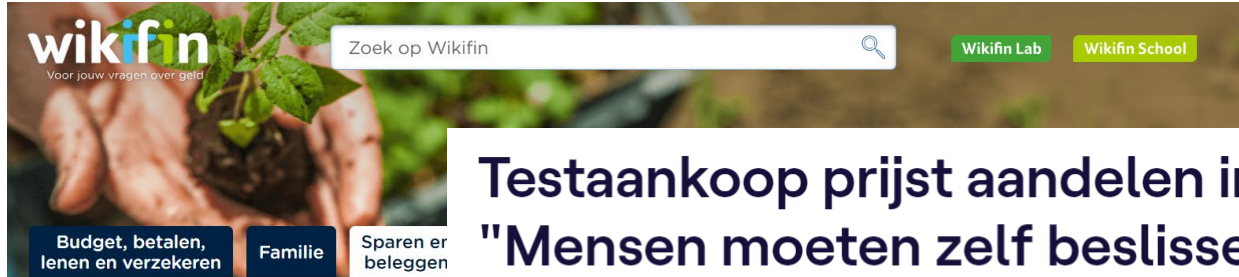 wikifin
Voor jouw vragen over geld
Zoek op Wikifin
Wikifin Lab
Wikifin School
Budget, betalen,
lenen en verzekeren
Familie
Sparen en
beleggen
Testaankoop prijst aandelen
"Mensen moeten zelf